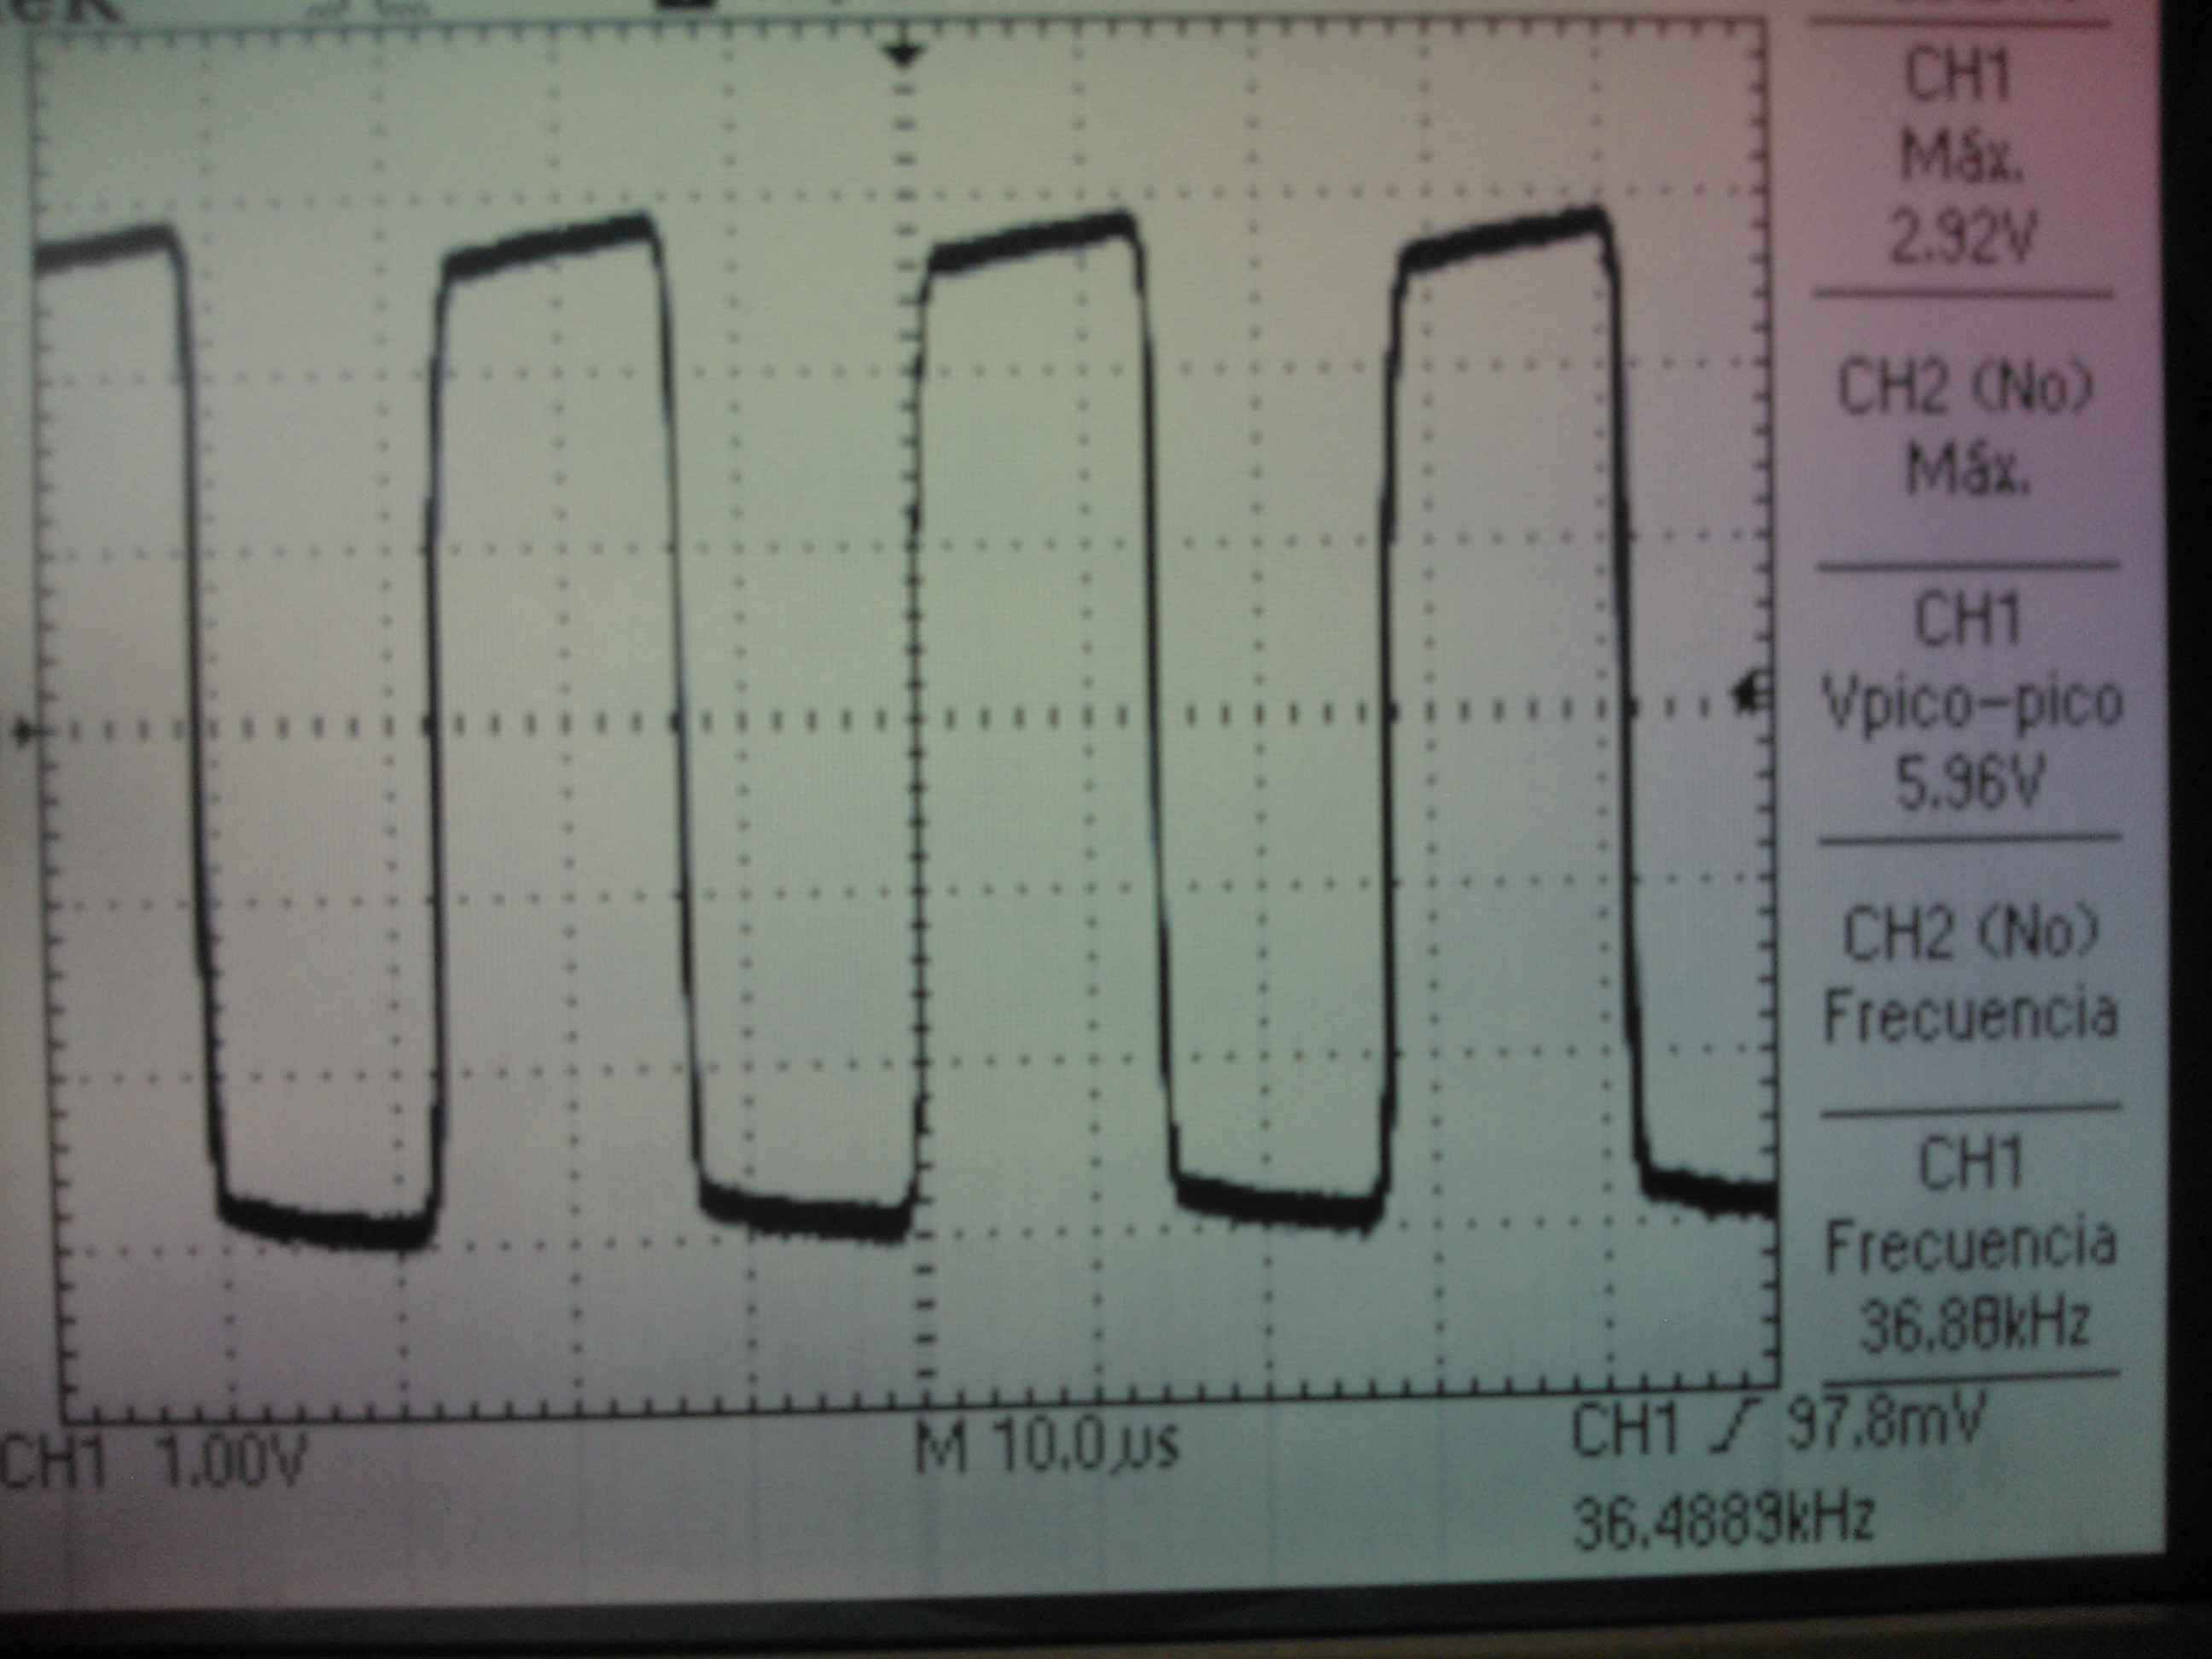 CH1
Máx.
2.92V
CH2 (No)
Máx.
CH1
Vpico-pico
5.96V
CH2 (No)
Frecuencia
CH1
Frecuencia
36.88kHz
CH1 1.00V
M 10.0µs
CH1 97.8mV
36.4889kHz